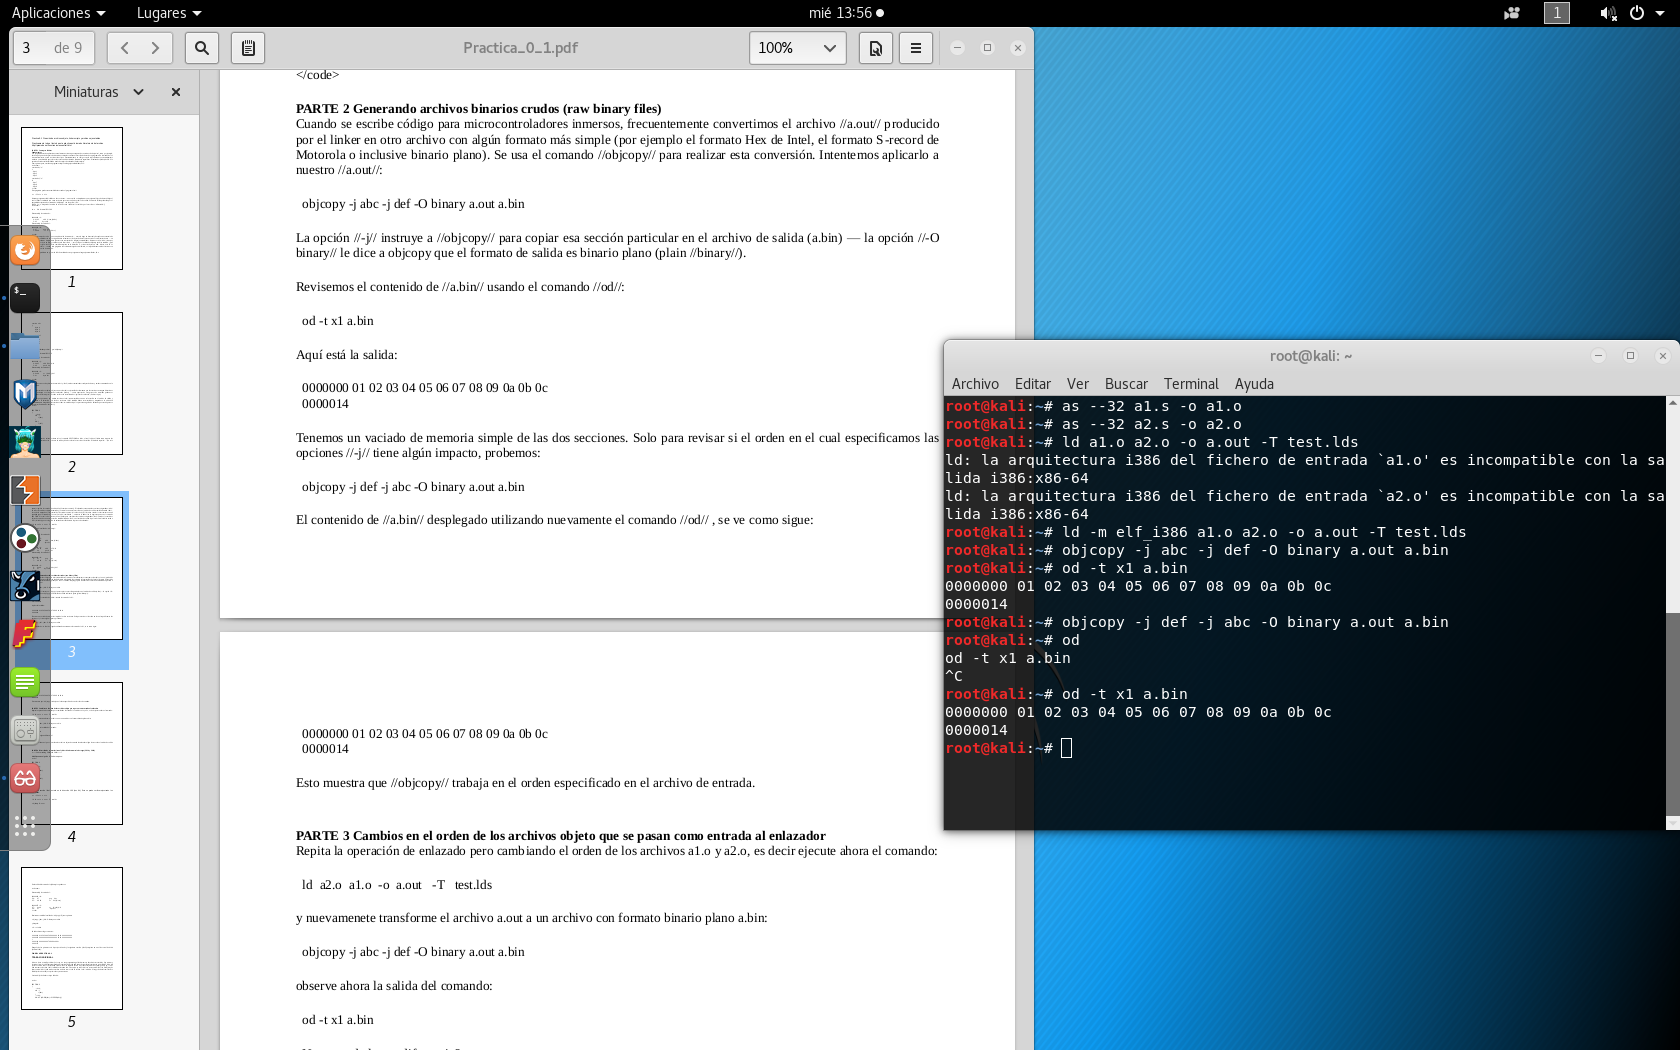 Aplicaciones
Lugares
mié 13:56
1
3 de 9
Practica_0_1.pdf
100%
Miniaturas
1
2
3
4
5
</code>
PARTE 2 Generando archivos binarios crudos (raw binary files)
Cuando se escribe código para microcontroladores inmersos, frecuentemente convertimos el archivo //a.out// producido
por el linker en otro archivo con algún formato más simple (por ejemplo el formato Hex de Intel, el formato S-record de
Motorola o inclusive binario plano). Se usa el comando //objcopy// para realizar esta conversión. Intentemos aplicarlo a
nuestro //a.out//:
objcopy -j abc -j def -O binary a.out a.bin
La opción //-j// instruye a //objcopy// para copiar esa sección particular en el archivo de salida (a.bin) — la opción //-O
binary// le dice a objcopy que el formato de salida es binario plano (plain //binary//).
Revisemos el contenido de //a.bin// usando el comando //od//:
od -t x1 a.bin
Aquí está la salida:
0000000 01 02 03 04 05 06 07 08 09 0a 0b 0c
0000014
Tenemos un vaciado de memoria simple de las dos secciones. Solo para revisar si el orden en el cual especificamos las
opciones //-j// tiene algún impacto, probemos:
objcopy -j def -j abc -O binary a.out a.bin
El contenido de //a.bin// desplegado utilizando nuevamente el comando //od// , se ve como sigue:
0000000 01 02 03 04 05 06 07 08 09 0a 0b 0c
0000014
Esto muestra que //objcopy// trabaja en el orden especificado en el archivo de entrada.
PARTE 3 Cambios en el orden de los archivos objeto que se pasan como entrada al enlazador
Repita la operación de enlazado pero cambiando el orden de los archivos a1.o y a2.o, es decir ejecute ahora el comando:
ld a2.o a1.o -o a.out -T test.lds
y nuevamenete transforme el archivo a.out a un archivo con formato binario plano a.bin:
objcopy -j abc -j def -O binary a.out a.bin
observe ahora la salida del comando:
od -t x1 a.bin
root@kali: ~
Archivo Editar Ver Buscar Terminal Ayuda
root@kali:~# as --32 a1.s -o a1.o
root@kali:~# as --32 a2.s -o a2.o
root@kali:~# ld a1.o a2.o -o a.out -T test.lds
ld: la arquitectura i386 del fichero de entrada `a1.o' es incompatible con la sa
lida i386:x86-64
ld: la arquitectura i386 del fichero de entrada `a2.o' es incompatible con la sa
lida i386:x86-64
root@kali:~# ld -m elf_i386 a1.o a2.o -o a.out -T test.lds
root@kali:~# objcopy -j abc -j def -O binary a.out a.bin
root@kali:~# od -t x1 a.bin
0000000 01 02 03 04 05 06 07 08 09 0a 0b 0c
0000014
root@kali:~# objcopy -j def -j abc -O binary a.out a.bin
root@kali:~# od
od -t x1 a.bin
^C
root@kali:~# od -t x1 a.bin
0000000 01 02 03 04 05 06 07 08 09 0a 0b 0c
0000014
root@kali:~#